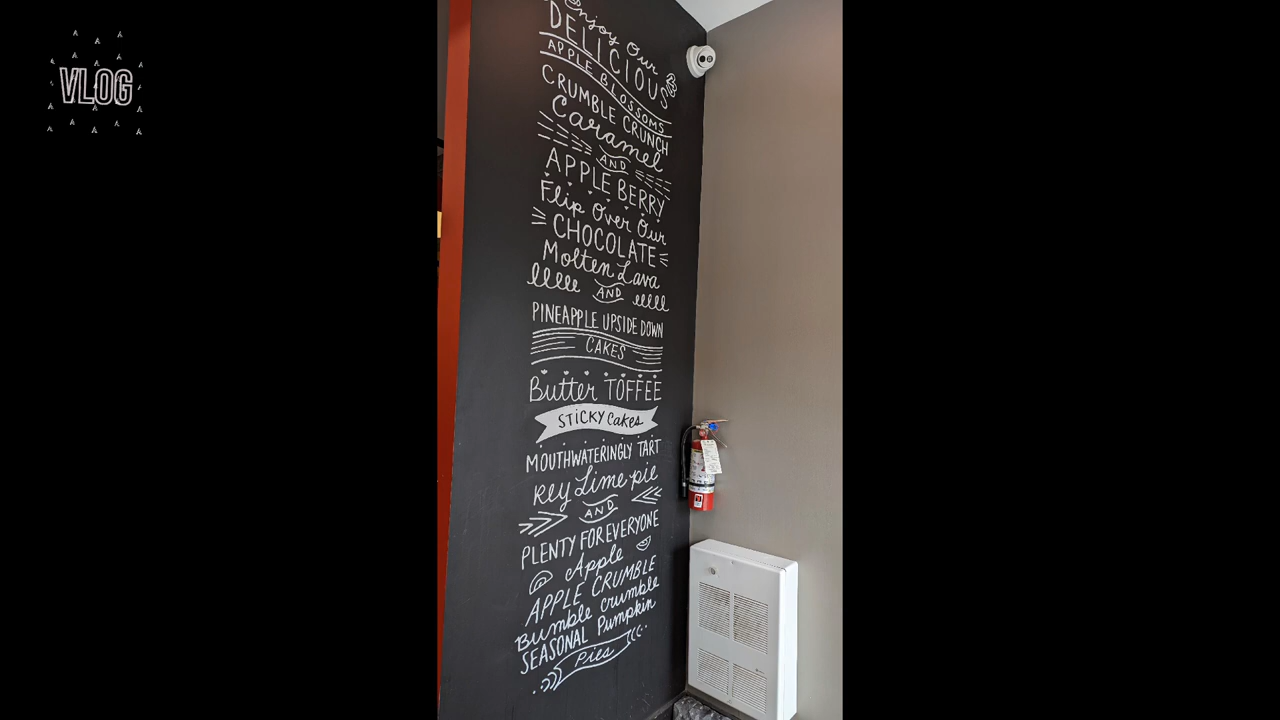 VLOG
Enjoy Our
DELICIOUS
APPLE BLOSSOMS
CRUMBLE CRUNCH
Caramel
AND
APPLE BERRY
Flip Over Our
CHOCOLATE
Molten Lava
AND
PINEAPPLE UPSIDE DOWN
CAKES
Butter TOFFEE
STICKY Cakes
MOUTHWATERINGLY TART
Key Lime pie
AND
PLENTY FOR EVERYONE
@ Apple
APPLE CRUMBLE
Bumble crumble
SEASONAL Pumpkin
Pies